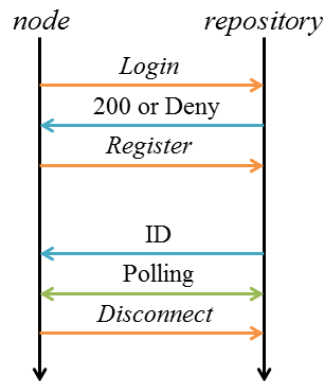 node repository
Login
200 or Deny
Register
ID
Polling
Disconnect